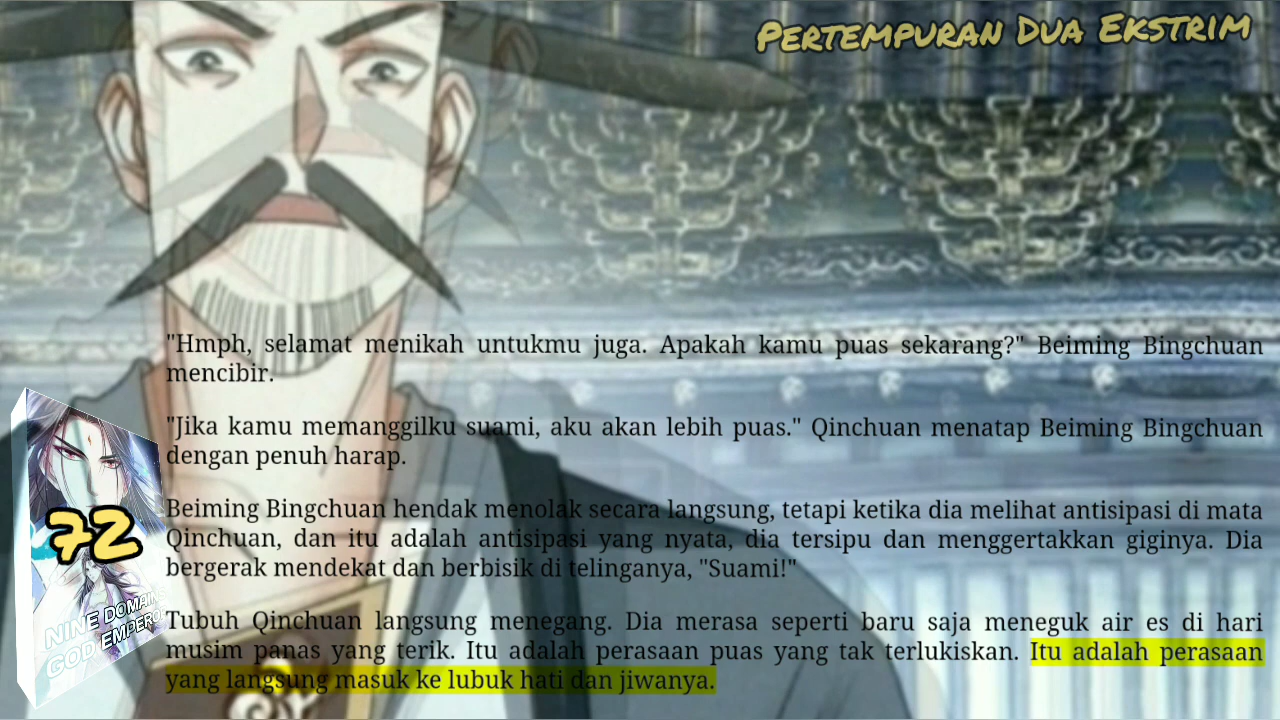 Pertempuran Dua Ekstrim
"Hmph, selamat menikah untukmu juga. Apakah kamu puas sekarang?" Beiming Bingchuan
mencibir.
"Jika kamu memanggilku suami, aku akan lebih puas." Qinchuan menatap Beiming Bingchuan
dengan penuh harap.
Beiming Bingchuan hendak menolak secara langsung, tetapi ketika dia melihat antisipasi di mata
Qinchuan, dan itu adalah antisipasi yang nyata, dia tersipu dan menggertakkan giginya. Dia
bergerak mendekat dan berbisik di telinganya, "Suami!"
Tubuh Qinchuan langsung menegang. Dia merasa seperti baru saja meneguk air es di hari
musim panas yang terik. Itu adalah perasaan puas yang tak terlukiskan. Itu adalah perasaan
yang langsung masuk ke lubuk hati dan jiwanya.
72
NINE DOMAIN
GOD EMPEROR